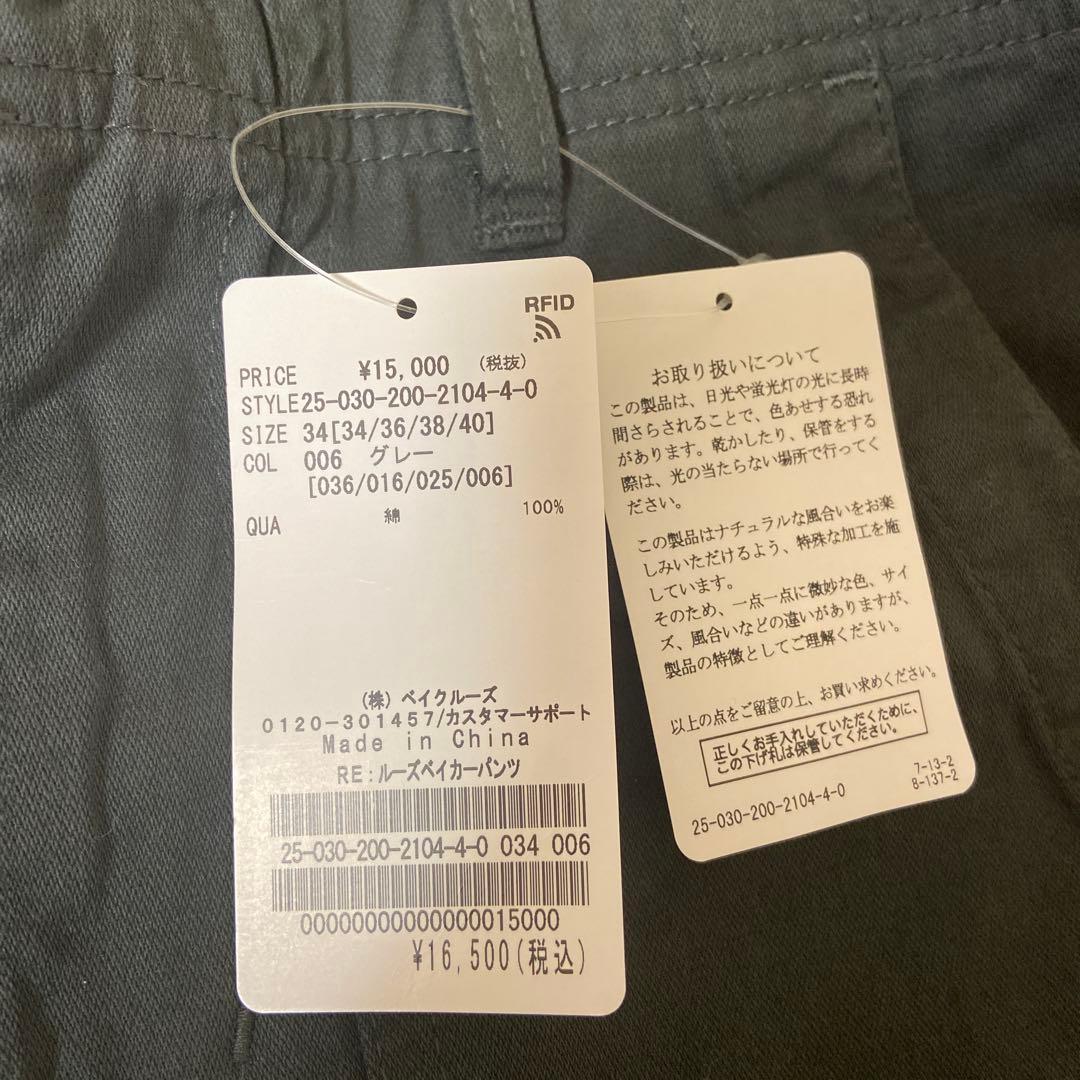 RFID
PRICE ¥15,000 (税抜)
STYLE25-030-200-2104-4-0
SIZE 34[34/36/38/40]
COL 006 グレー
[036/016/025/006]
QUA 綿 100%
(株) ベイクルーズ
0120-301457/カスタマーサポート
Made in China
RE:ルーズベイカーパンツ
25-030-200-2104-4-0 034 006
00000000000000015000
¥16,500(税込)
お取り扱いについて
この製品は、日光や蛍光灯の光に長時
間さらされることで、色あせする恐れ
があります。乾かしたり、保管をする
際は、光の当たらない場所で行ってく
ださい。
この製品はナチュラルな風合いをお楽
しみいただけるよう、特殊な加工を施
しています。
そのため、一点一点に微妙な色、サイ
ズ、風合いなどの違いがありますが、
製品の特徴としてご理解ください。
以上の点をご留意の上、お買い求めください。
正しくお手入れしていただくために、
この下げ札は保管してください。
7-13-2
8-137-2
25-030-200-2104-4-0